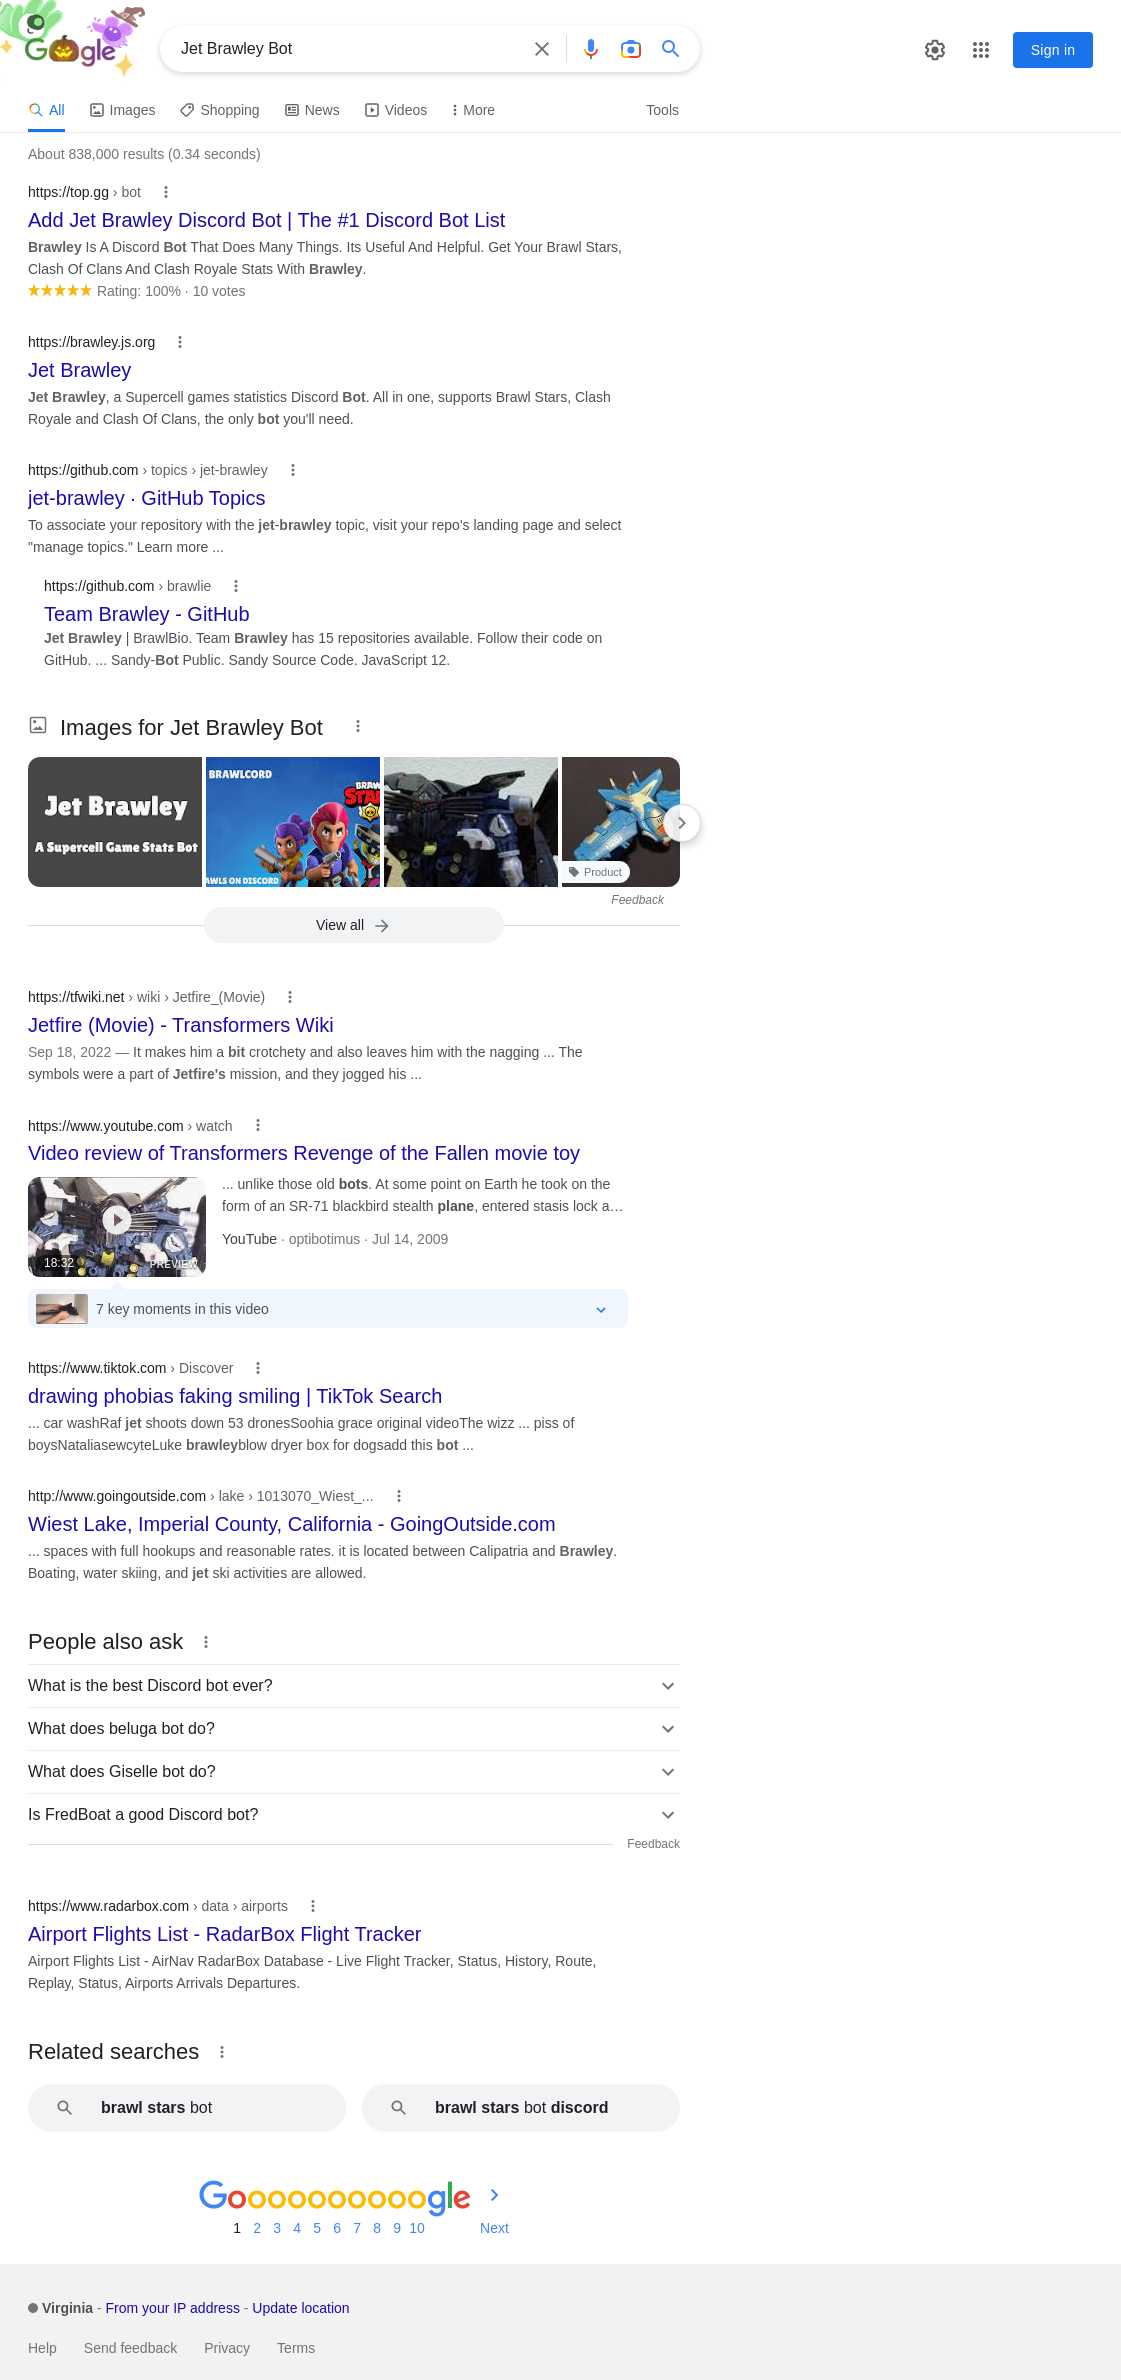 Google
Jet Brawley Bot
Sign in
All
Images
Shopping
News
Videos
More
Tools
About 838,000 results (0.34 seconds)
https://top.gg › bot
Add Jet Brawley Discord Bot | The #1 Discord Bot List
Brawley Is A Discord Bot That Does Many Things. Its Useful And Helpful. Get Your Brawl Stars,
Clash Of Clans And Clash Royale Stats With Brawley.
Rating: 100% · 10 votes
https://brawley.js.org
Jet Brawley
Jet Brawley, a Supercell games statistics Discord Bot. All in one, supports Brawl Stars, Clash
Royale and Clash Of Clans, the only bot you'll need.
https://github.com › topics › jet-brawley
jet-brawley · GitHub Topics
To associate your repository with the jet-brawley topic, visit your repo's landing page and select
"manage topics." Learn more ...
https://github.com › brawlie
Team Brawley - GitHub
Jet Brawley | BrawlBio. Team Brawley has 15 repositories available. Follow their code on
GitHub. ... Sandy-Bot Public. Sandy Source Code. JavaScript 12.
Images for Jet Brawley Bot
Jet Brawley
A Supercell Game Stats Bot
BRAWLCORD
BRAW
STA
AWLS ON DISCORD
Product
Feedback
View all
https://tfwiki.net › wiki › Jetfire_(Movie)
Jetfire (Movie) - Transformers Wiki
Sep 18, 2022 — It makes him a bit crotchety and also leaves him with the nagging ... The
symbols were a part of Jetfire's mission, and they jogged his ...
https://www.youtube.com › watch
Video review of Transformers Revenge of the Fallen movie toy
... unlike those old bots. At some point on Earth he took on the
form of an SR-71 blackbird stealth plane, entered stasis lock a…
YouTube · optibotimus · Jul 14, 2009
18:32
PREVIEW
7 key moments in this video
https://www.tiktok.com › Discover
drawing phobias faking smiling | TikTok Search
... car washRaf jet shoots down 53 dronesSoohia grace original videoThe wizz ... piss of
boysNataliasewcyteLuke brawleyblow dryer box for dogsadd this bot ...
http://www.goingoutside.com › lake › 1013070_Wiest_...
Wiest Lake, Imperial County, California - GoingOutside.com
... spaces with full hookups and reasonable rates. it is located between Calipatria and Brawley.
Boating, water skiing, and jet ski activities are allowed.
People also ask
What is the best Discord bot ever?
What does beluga bot do?
What does Giselle bot do?
Is FredBoat a good Discord bot?
Feedback
https://www.radarbox.com › data › airports
Airport Flights List - RadarBox Flight Tracker
Airport Flights List - AirNav RadarBox Database - Live Flight Tracker, Status, History, Route,
Replay, Status, Airports Arrivals Departures.
Related searches
brawl stars bot
brawl stars bot discord
Goooooooooogle
1 2 3 4 5 6 7 8 9 10 Next
Virginia - From your IP address - Update location
Help Send feedback Privacy Terms